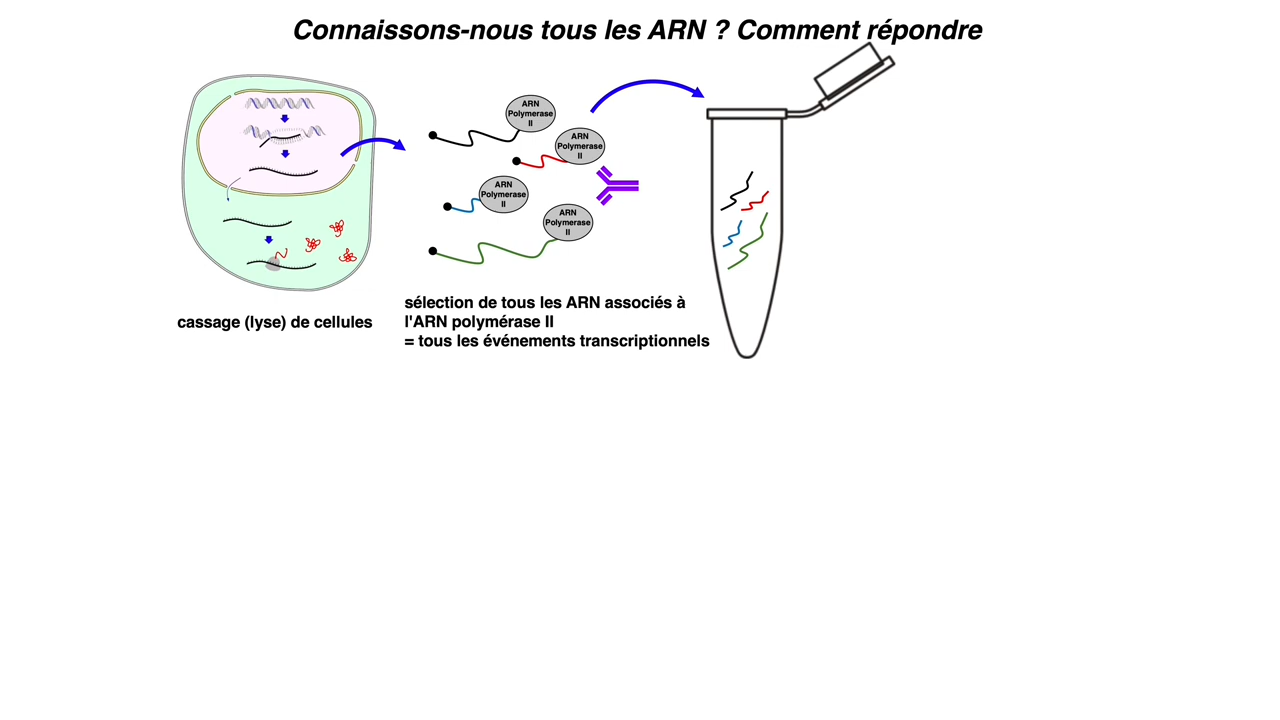 Connaissons-nous tous les ARN ? Comment répondre
ARN
Polymerase
II
ARN
Polymerase
II
ARN
Polymerase
II
ARN
Polymerase
II
cassage (lyse) de cellules
sélection de tous les ARN associés à
l'ARN polymérase II
= tous les événements transcriptionnels